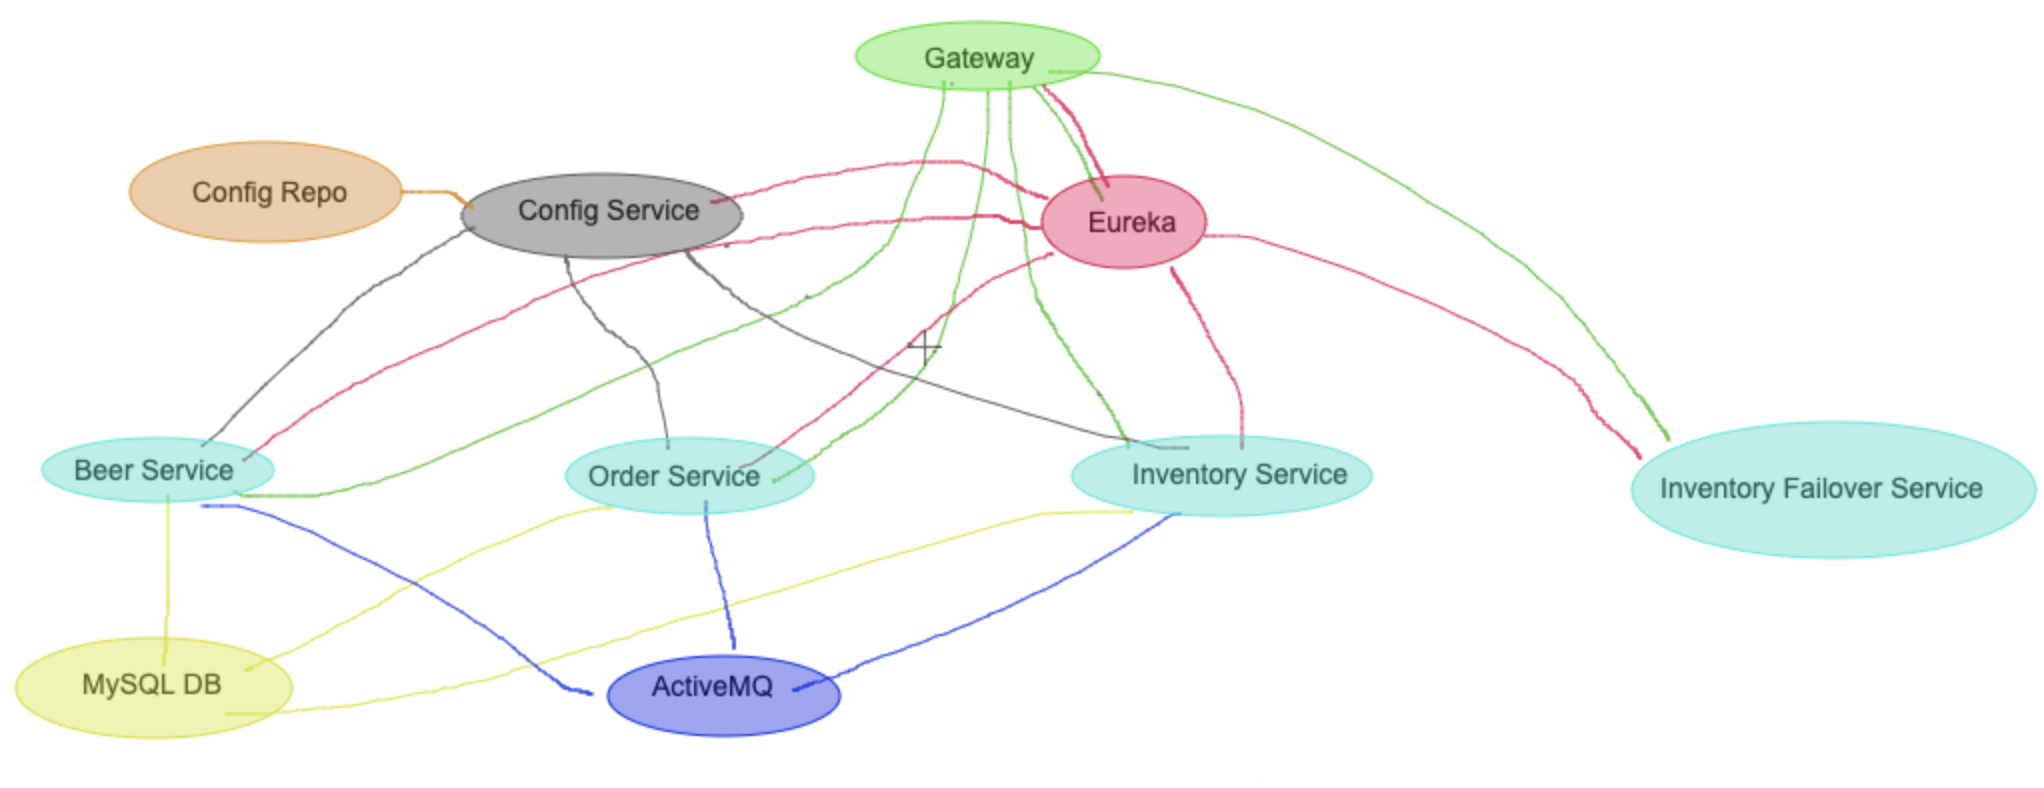 Gateway
Config Repo
Config Service
Eureka
Beer Service
Order Service
Inventory Service
Inventory Failover Service
MySQL DB
ActiveMQ